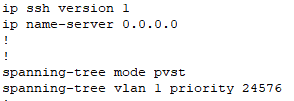 ip ssh version 1
ip name-server 0.0.0.0
!
!
spanning-tree mode pvst
spanning-tree vlan 1 priority 24576